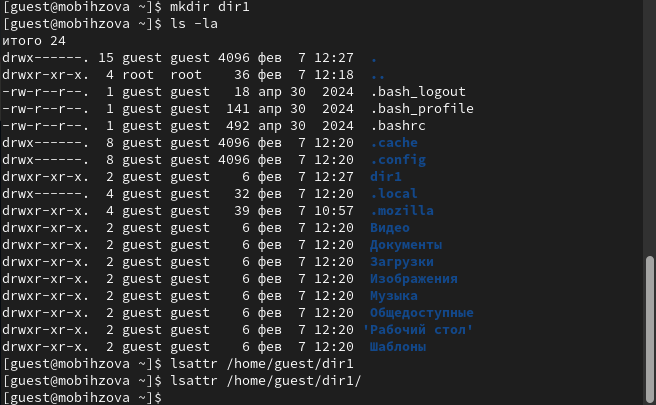 [guest@mobihzova ~]$ mkdir dir1
[guest@mobihzova ~]$ ls -la
итого 24
drwx------. 15 guest guest 4096 фев  7 12:27  .
drwxr-xr-x.  4 root  root    36 фев  7 12:18  ..
-rw-r--r--.  1 guest guest   18 апр 30  2024  .bash_logout
-rw-r--r--.  1 guest guest  141 апр 30  2024  .bash_profile
-rw-r--r--.  1 guest guest  492 апр 30  2024  .bashrc
drwx------.  8 guest guest 4096 фев  7 12:20  .cache
drwx------.  8 guest guest 4096 фев  7 12:20  .config
drwxr-xr-x.  2 guest guest    6 фев  7 12:27  dir1
drwx------.  4 guest guest   32 фев  7 12:20  .local
drwxr-xr-x.  4 guest guest   39 фев  7 10:57  .mozilla
drwxr-xr-x.  2 guest guest    6 фев  7 12:20  Видео
drwxr-xr-x.  2 guest guest    6 фев  7 12:20  Документы
drwxr-xr-x.  2 guest guest    6 фев  7 12:20  Загрузки
drwxr-xr-x.  2 guest guest    6 фев  7 12:20  Изображения
drwxr-xr-x.  2 guest guest    6 фев  7 12:20  Музыка
drwxr-xr-x.  2 guest guest    6 фев  7 12:20  Общедоступные
drwxr-xr-x.  2 guest guest    6 фев  7 12:20 'Рабочий стол'
drwxr-xr-x.  2 guest guest    6 фев  7 12:20  Шаблоны
[guest@mobihzova ~]$ lsattr /home/guest/dir1
[guest@mobihzova ~]$ lsattr /home/guest/dir1/
[guest@mobihzova ~]$